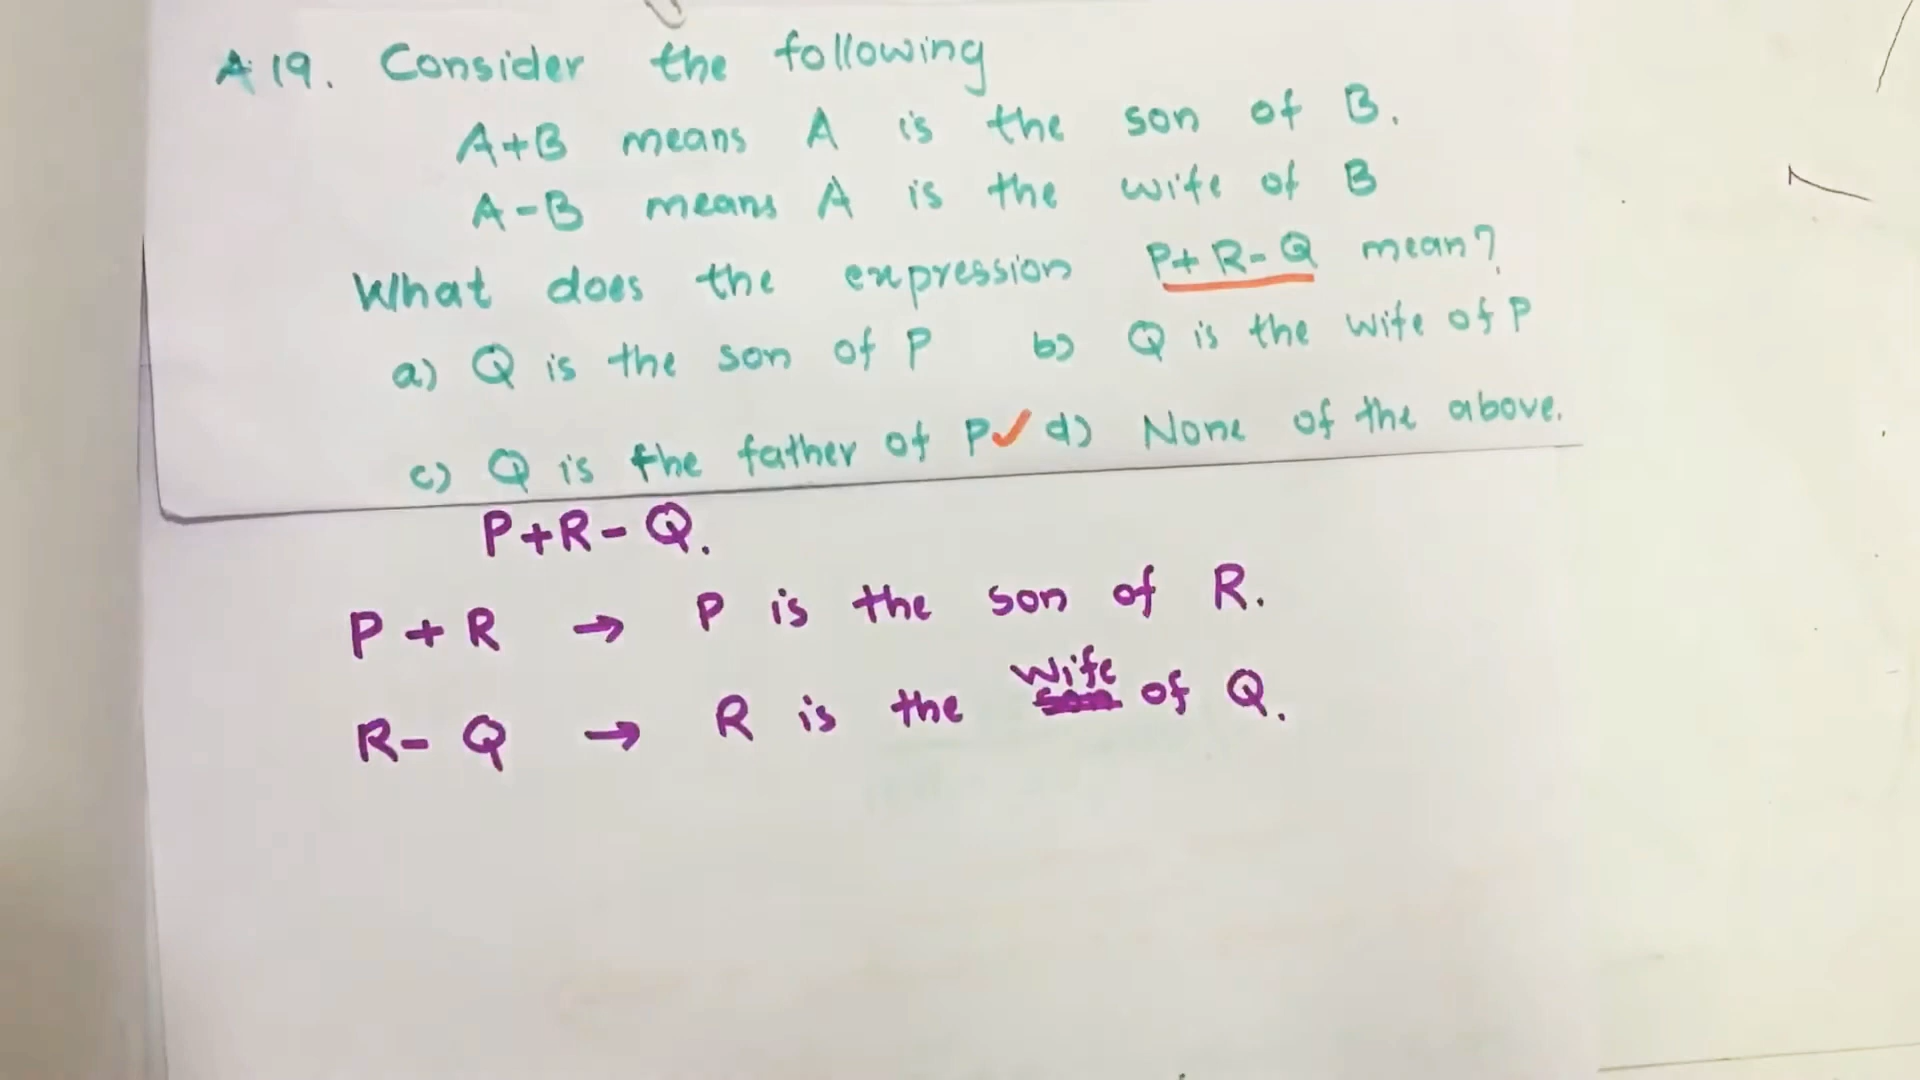 A 19. Consider the following
A+B means A is the son of B.
A-B means A is the wife of B
What does the expression P+R-Q mean?
a) Q is the son of P b) Q is the wife of P
c) Q is the father of P✓ d) None of the above.
P+R-Q.
P+R → P is the son of R.
R-Q → R is the wife of Q.